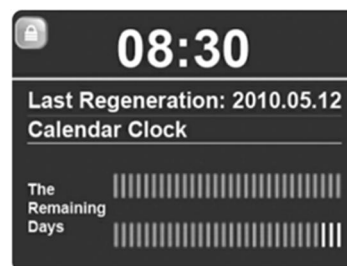 08:30
Last Regeneration: 2010.05.12
Calendar Clock
The
Remaining
Days